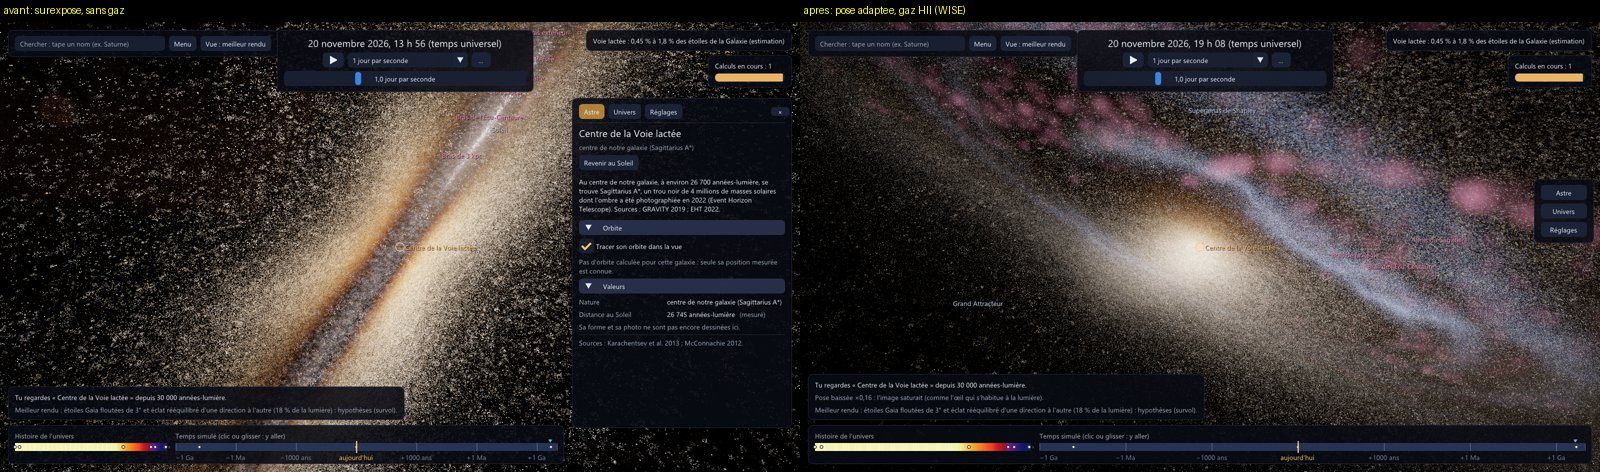 avant: surexpose, sans gaz
Chercher : tape un nom (ex. Saturne)
Menu
Vue : meilleur rendu
20 novembre 2026, 13 h 56 (temps universel)
1 jour par seconde
...
1,0 jour par seconde
Voie lactée : 0,45 % à 1,8 % des étoiles de la Galaxie (estimation)
Calculs en cours : 1
Astre
Univers
Réglages
×
Centre de la Voie lactée
centre de notre galaxie (Sagittarius A*)
Revenir au Soleil
Au centre de notre galaxie, à environ 26 700 années-lumière, se
trouve Sagittarius A*, un trou noir de 4 millions de masses solaires
dont l'ombre a été photographiée en 2022 (Event Horizon
Telescope). Sources : GRAVITY 2019 ; EHT 2022.
Orbite
Tracer son orbite dans la vue
Pas d'orbite calculée pour cette galaxie : seule sa position mesurée
est connue.
Valeurs
Nature
centre de notre galaxie (Sagittarius A*)
Distance au Soleil
26 745 années-lumière (mesuré)
Sa forme et sa photo ne sont pas encore dessinées ici.
Sources : Karachentsev et al. 2013 ; McConnachie 2012.
Centre de la Voie lactée
Tu regardes « Centre de la Voie lactée » depuis 30 000 années-lumière.
Meilleur rendu : étoiles Gaia floutées de 3" et éclat rééquilibré d'une direction à l'autre (18 % de la lumière) : hypothèses (survol).
Histoire de l'univers
Temps simulé (clic ou glisser : y aller)
−1 Ga
−1 Ma
−1000 ans
aujourd'hui
+1000 ans
+1 Ma
+1 Ga
apres: pose adaptee, gaz HII (WISE)
Chercher : tape un nom (ex. Saturne)
Menu
Vue : meilleur rendu
20 novembre 2026, 19 h 08 (temps universel)
1 jour par seconde
...
1,0 jour par seconde
Voie lactée : 0,45 % à 1,8 % des étoiles de la Galaxie (estimation)
Calculs en cours : 1
Superamas de Shapley
Astre
Univers
Réglages
Centre de la Voie
Grand Attracteur
Tu regardes « Centre de la Voie lactée » depuis 30 000 années-lumière.
Pose baissée ×0,16 : l'image saturait (comme l'œil qui s'habitue à la lumière).
Meilleur rendu : étoiles Gaia floutées de 3" et éclat rééquilibré d'une direction à l'autre (18 % de la lumière) : hypothèses (survol).
Histoire de l'univers
Temps simulé (clic ou glisser : y aller)
−1 Ga
−1 Ma
−1000 ans
aujourd'hui
+1000 ans
+1 Ma
+1 Ga